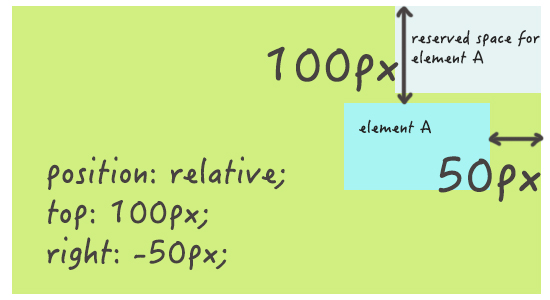 reserved space for
element A
100px
element A
50px
position: relative;
top: 100px;
right: -50px;